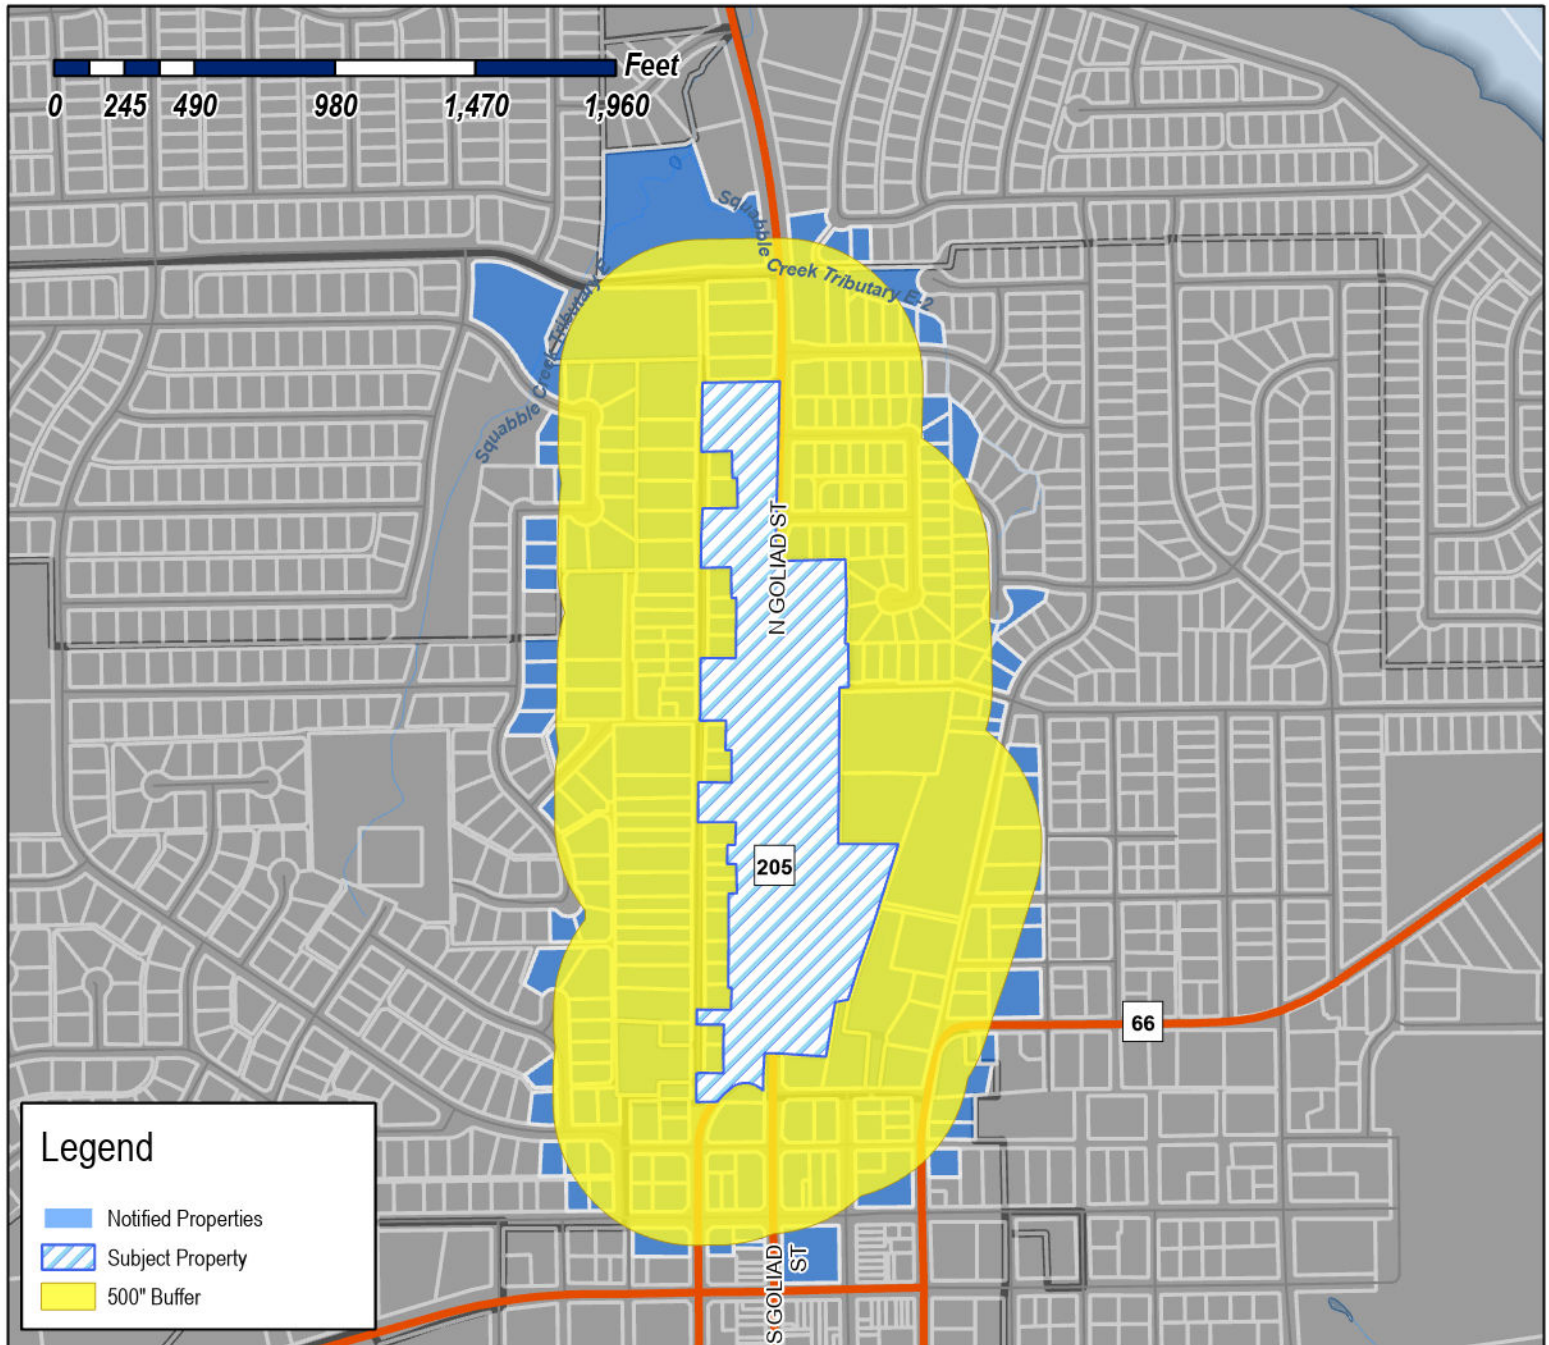 Feet
0 245 490 980 1,470 1,960
Squabble
Creek Tributary E-2
Squabble Creek Tributary E
N GOLIAD ST
205
66
S GOLIAD
ST
Legend
Notified Properties
Subject Property
500" Buffer